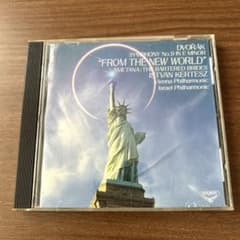 DVOŘÁK
SYMPHONY No.9 IN E MINOR
"FROM THE NEW WORLD"
SMETANA: THE BARTERED BRIDES
ISTVAN KERTESZ
Vienna Philharmonic
Israel Philharmonic